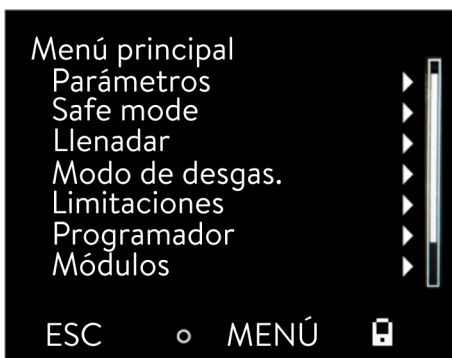 Menú principal
Parámetros
Safe mode
Llenadar
Modo de desgas.
Limitaciones
Programador
Módulos
ESC MENÚ